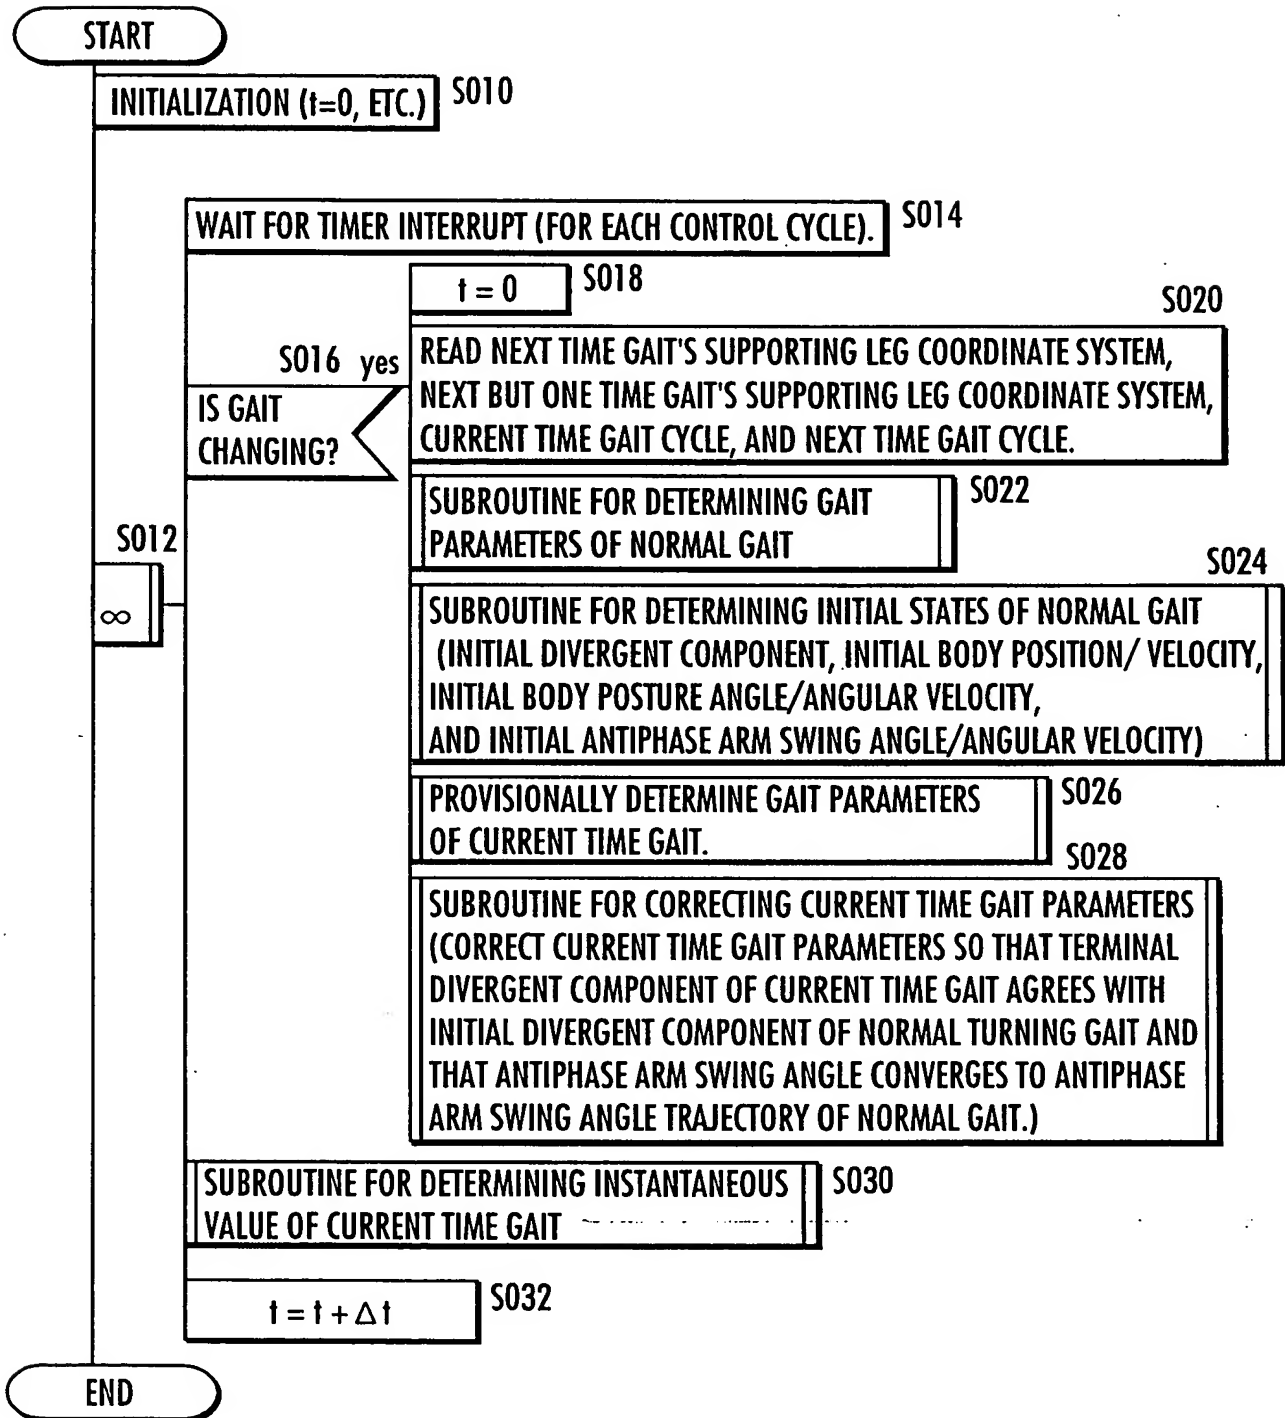 START
INITIALIZATION (t=0, ETC.)
S010
WAIT FOR TIMER INTERRUPT (FOR EACH CONTROL CYCLE).
S014
t = 0
S018
S020
S016 yes
READ NEXT TIME GAIT'S SUPPORTING LEG COORDINATE SYSTEM,
NEXT BUT ONE TIME GAIT'S SUPPORTING LEG COORDINATE SYSTEM,
CURRENT TIME GAIT CYCLE, AND NEXT TIME GAIT CYCLE.
IS GAIT
CHANGING?
SUBROUTINE FOR DETERMINING GAIT
PARAMETERS OF NORMAL GAIT
S022
S012
∞
S024
SUBROUTINE FOR DETERMINING INITIAL STATES OF NORMAL GAIT
(INITIAL DIVERGENT COMPONENT, INITIAL BODY POSITION/ VELOCITY,
INITIAL BODY POSTURE ANGLE/ANGULAR VELOCITY,
AND INITIAL ANTIPHASE ARM SWING ANGLE/ANGULAR VELOCITY)
PROVISIONALLY DETERMINE GAIT PARAMETERS
OF CURRENT TIME GAIT.
S026
S028
SUBROUTINE FOR CORRECTING CURRENT TIME GAIT PARAMETERS
(CORRECT CURRENT TIME GAIT PARAMETERS SO THAT TERMINAL
DIVERGENT COMPONENT OF CURRENT TIME GAIT AGREES WITH
INITIAL DIVERGENT COMPONENT OF NORMAL TURNING GAIT AND
THAT ANTIPHASE ARM SWING ANGLE CONVERGES TO ANTIPHASE
ARM SWING ANGLE TRAJECTORY OF NORMAL GAIT.)
SUBROUTINE FOR DETERMINING INSTANTANEOUS
VALUE OF CURRENT TIME GAIT
S030
t = t + Δ t
S032
END